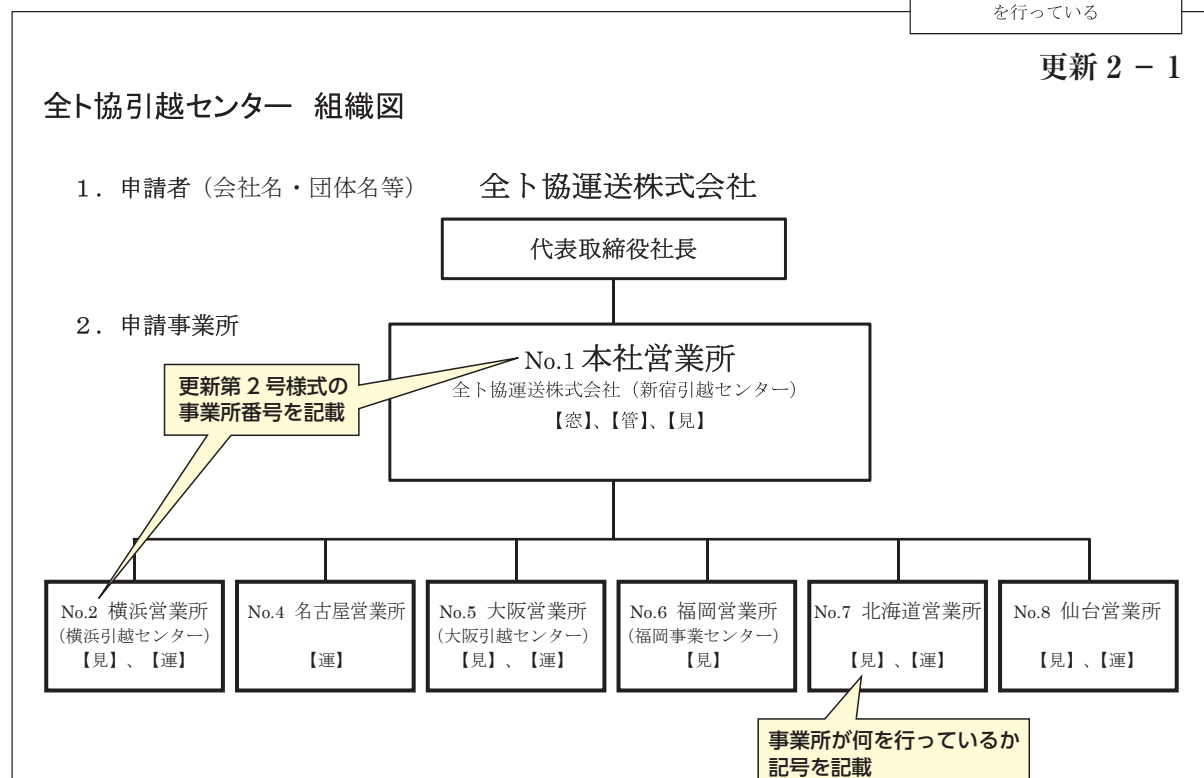 を行っている
更新 2 − 1
全ト協引越センター 組織図
１．申請者（会社名・団体名等） 全ト協運送株式会社
代表取締役社長
２．申請事業所
No.1 本社営業所
全ト協運送株式会社（新宿引越センター）
【窓】、【管】、【見】
更新第 2 号様式の
事業所番号を記載
No.2 横浜営業所
（横浜引越センター）
【見】、【運】
No.4 名古屋営業所
【運】
No.5 大阪営業所
（大阪引越センター）
【見】、【運】
No.6 福岡営業所
（福岡事業センター）
【見】
No.7 北海道営業所
【見】、【運】
No.8 仙台営業所
【見】、【運】
事業所が何を行っているか
記号を記載